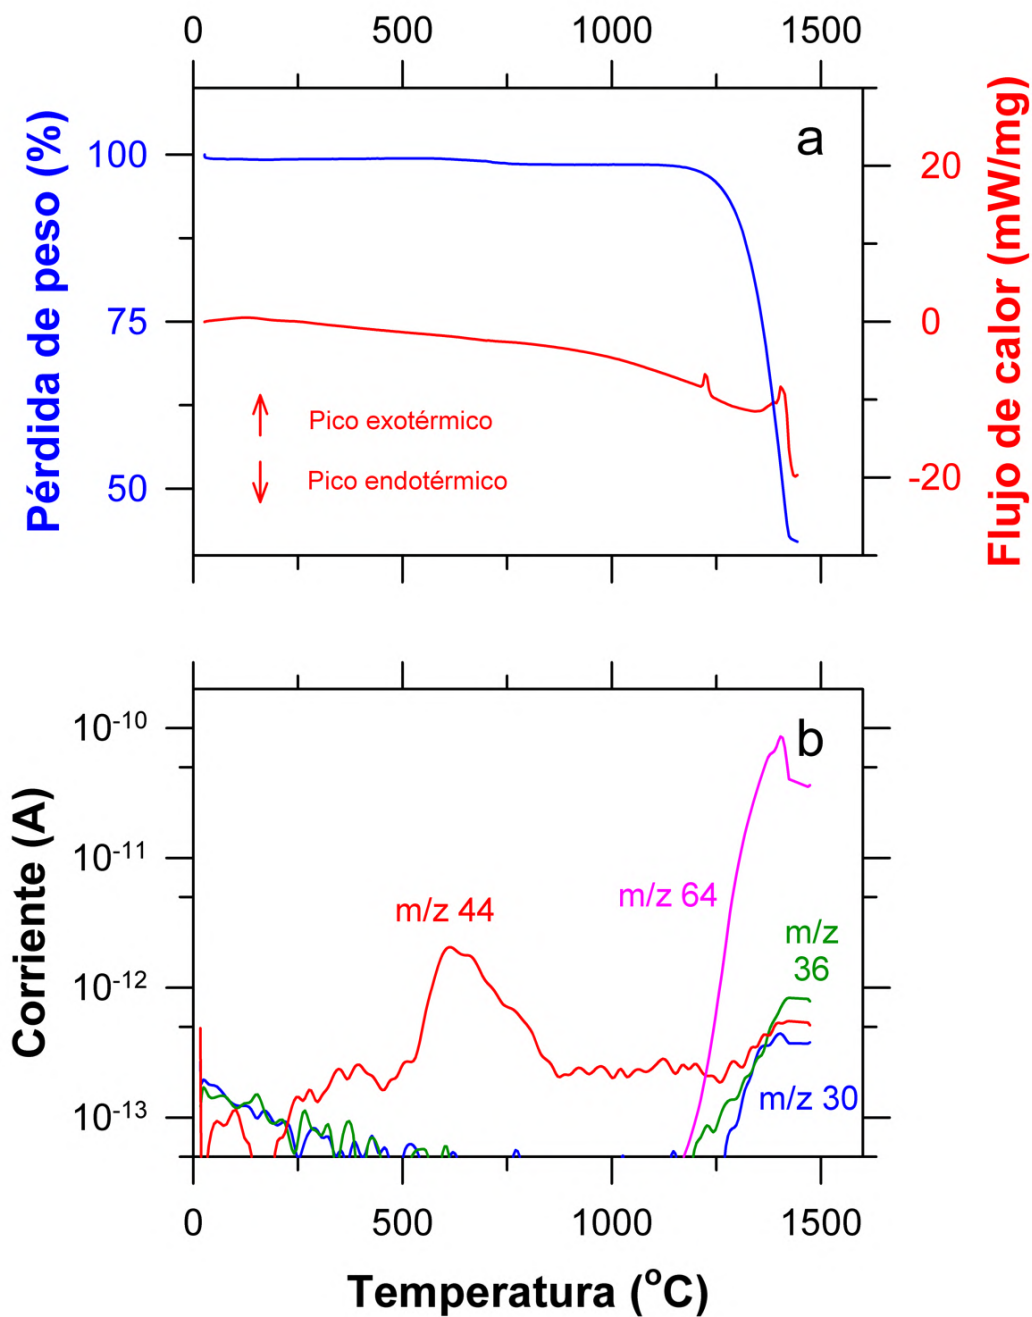 0 500 1000 1500
a
Pérdida de peso (%)
100
75
50
20
0
-20
Flujo de calor (mW/mg)
Pico exotérmico
Pico endotérmico
b
Corriente (A)
10-10
10-11
10-12
10-13
m/z 44
m/z 64
m/z
36
m/z 30
0 500 1000 1500
Temperatura (oC)